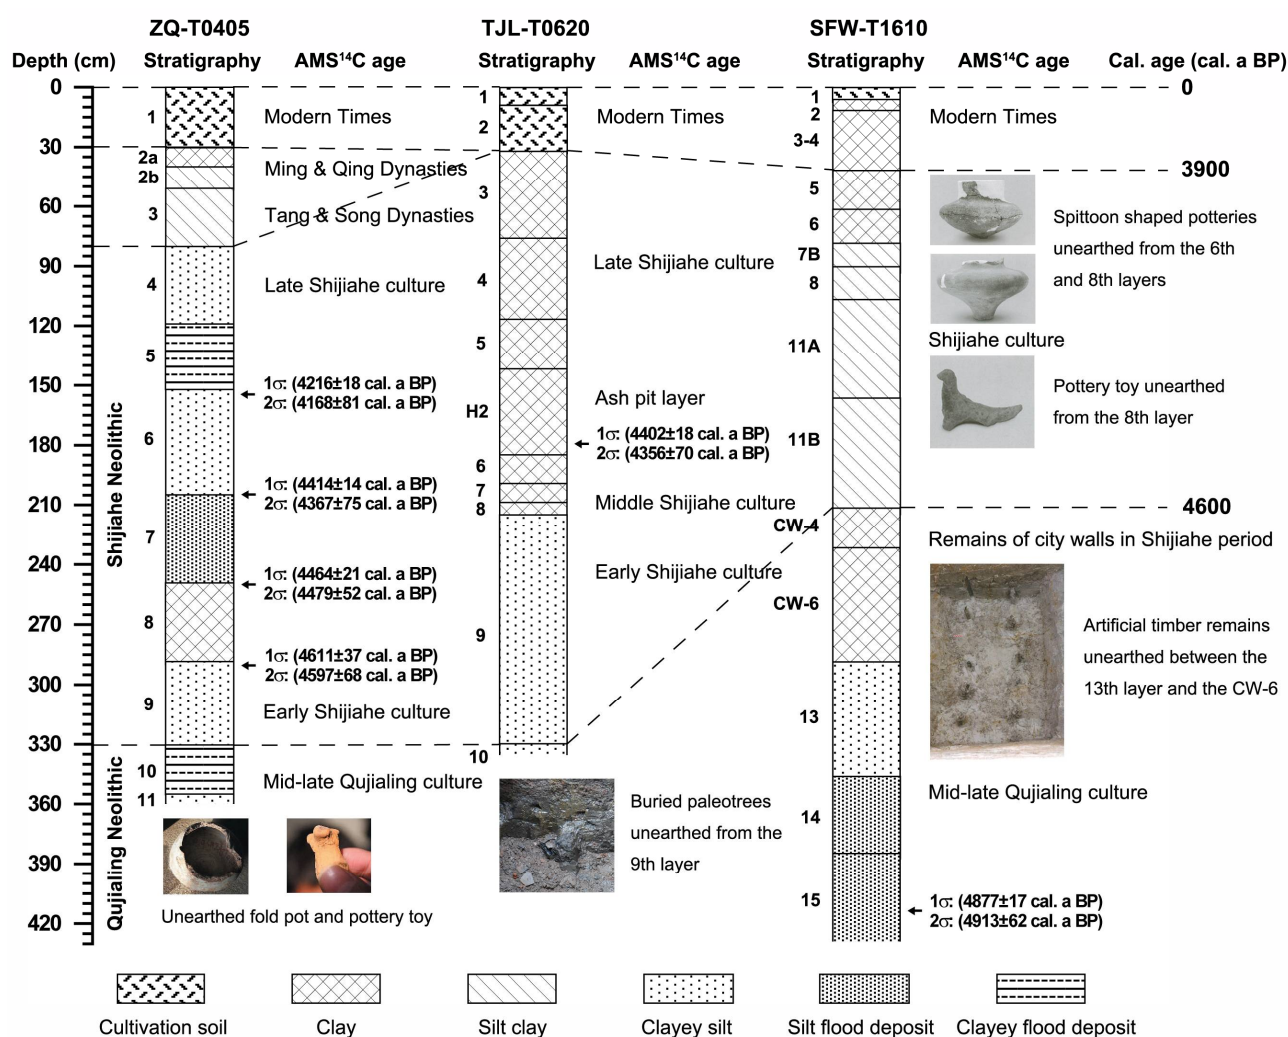 ZQ-T0405 TJL-T0620 SFW-T1610
Depth (cm) Stratigraphy AMS¹⁴C age Stratigraphy AMS¹⁴C age Stratigraphy AMS¹⁴C age Cal. age (cal. a BP)
0
30
60
90
120
150
180
210
240
270
300
330
360
390
420
Shijiahe Neolithic
Qujialing Neolithic
1
2a
2b
3
4
5
6
7
8
9
10
11
Modern Times
Ming & Qing Dynasties
Tang & Song Dynasties
Late Shijiahe culture
1σ: (4216±18 cal. a BP)
2σ: (4168±81 cal. a BP)
1σ: (4414±14 cal. a BP)
2σ: (4367±75 cal. a BP)
1σ: (4464±21 cal. a BP)
2σ: (4479±52 cal. a BP)
1σ: (4611±37 cal. a BP)
2σ: (4597±68 cal. a BP)
Early Shijiahe culture
Mid-late Qujialing culture
Unearthed fold pot and pottery toy
1
2
3
4
5
H2
6
7
8
9
10
Modern Times
Late Shijiahe culture
Ash pit layer
1σ: (4402±18 cal. a BP)
2σ: (4356±70 cal. a BP)
Middle Shijiahe culture
Early Shijiahe culture
Buried paleotrees
unearthed from the
9th layer
1
2
3-4
5
6
7B
8
11A
11B
CW-4
CW-6
13
14
15
Modern Times
Spittoon shaped potteries
unearthed from the 6th
and 8th layers
Shijiahe culture
Pottery toy unearthed
from the 8th layer
Remains of city walls in Shijiahe period
Artificial timber remains
unearthed between the
13th layer and the CW-6
Mid-late Qujialing culture
1σ: (4877±17 cal. a BP)
2σ: (4913±62 cal. a BP)
0
3900
4600
Cultivation soil Clay Silt clay Clayey silt Silt flood deposit Clayey flood deposit